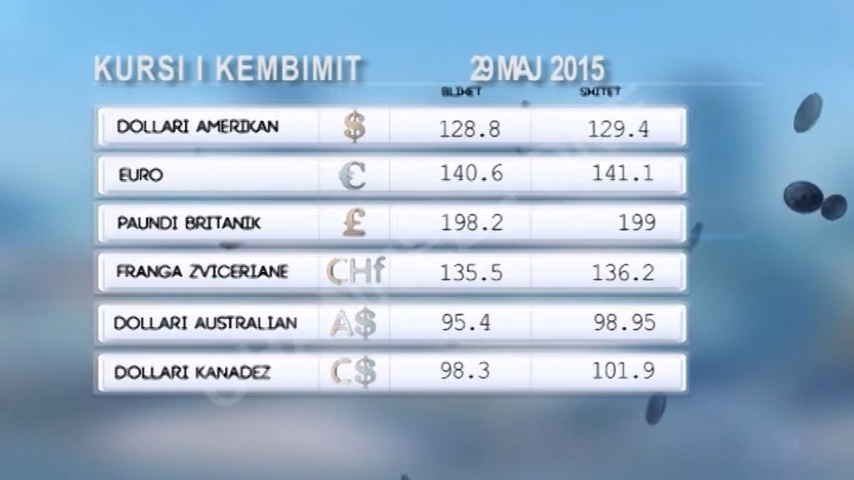 KURSI I KEMBIMIT 29 MAJ 2015
BLIHET SHITET
DOLLARI AMERIKAN $ 128.8 129.4
EURO € 140.6 141.1
PAUNDI BRITANIK £ 198.2 199
FRANGA ZVICERIANE CHf 135.5 136.2
DOLLARI AUSTRALIAN A$ 95.4 98.95
DOLLARI KANADEZ C$ 98.3 101.9